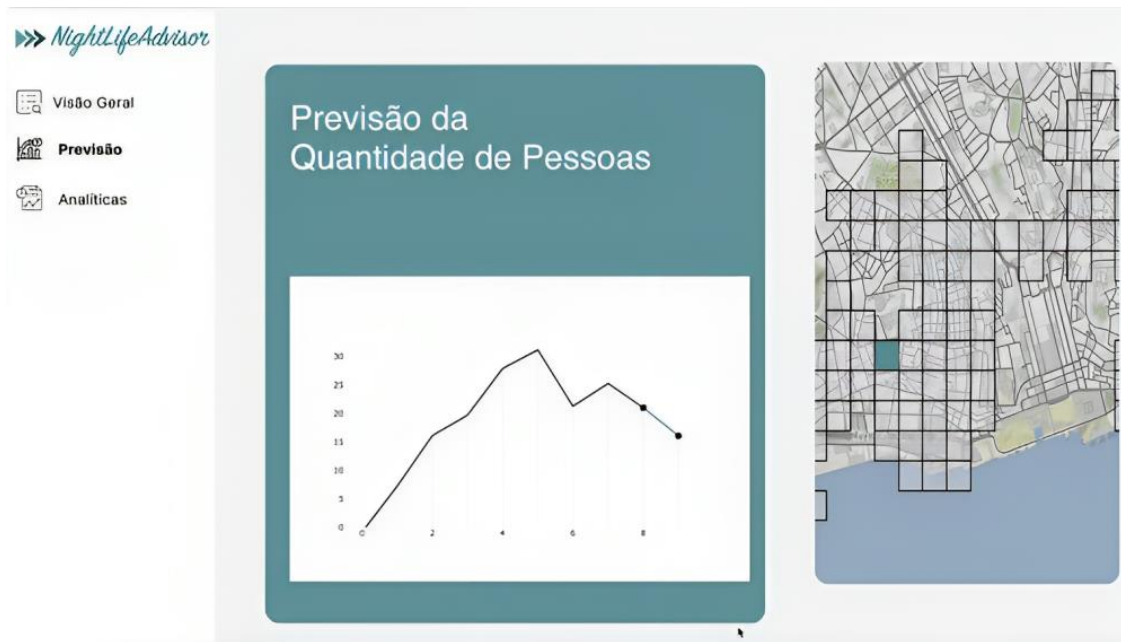 NightLifeAdvisor
Visão Geral
Previsão
Analíticas
Previsão da
Quantidade de Pessoas
30
25
20
15
10
5
0
0 2 4 6 8